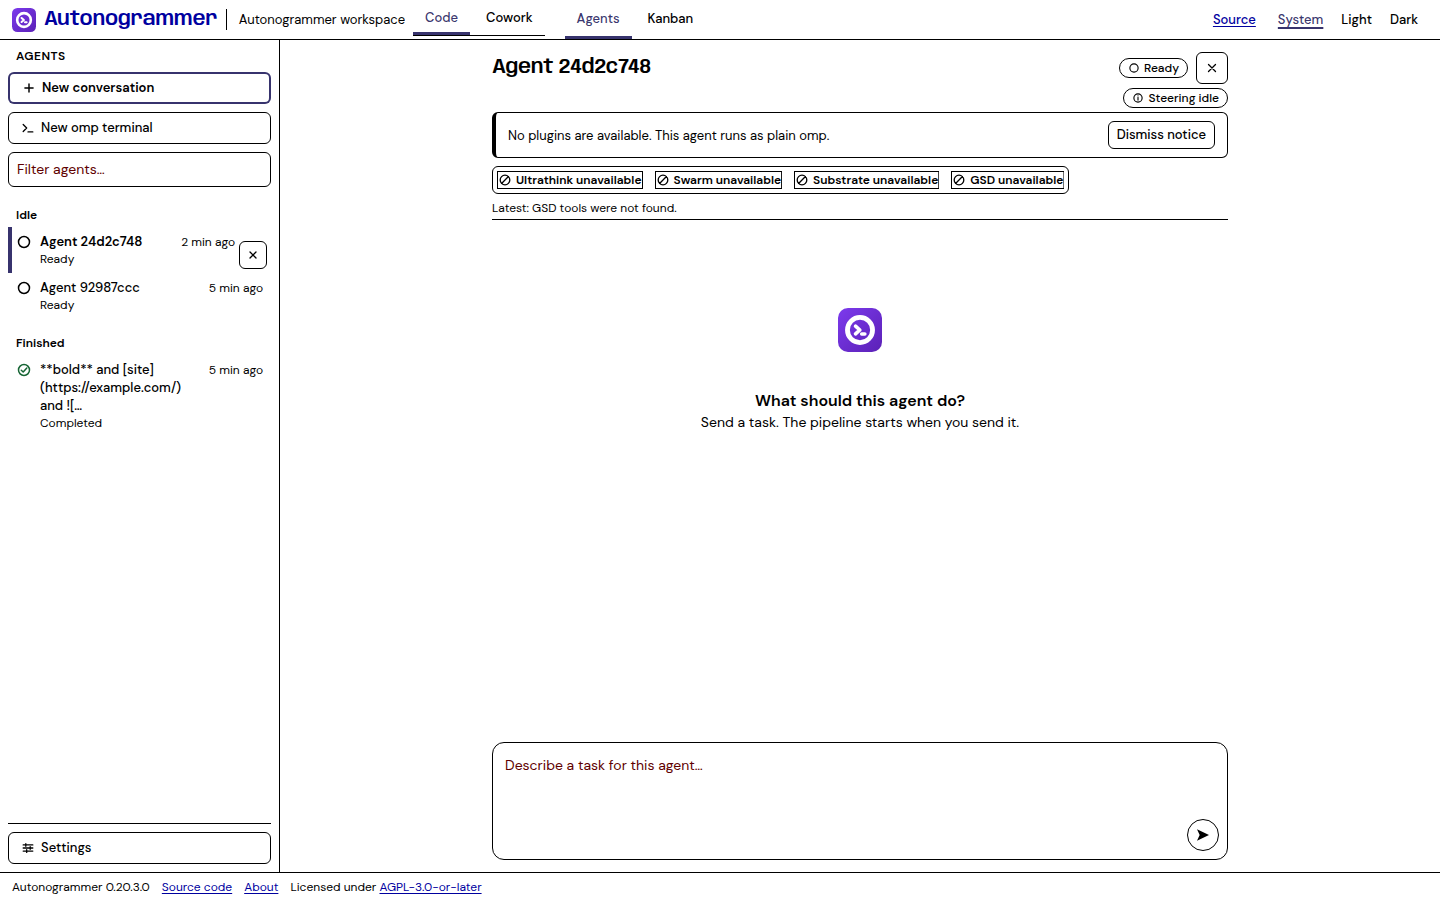 Autonogrammer
Autonogrammer workspace
Code
Cowork
Agents
Kanban
Source
System
Light
Dark
AGENTS
New conversation
New omp terminal
Filter agents…
Idle
Agent 24d2c748
2 min ago
Ready
Agent 92987ccc
5 min ago
Ready
Finished
**bold** and [site]
5 min ago
(https://example.com/)
and ![…
Completed
Settings
Agent 24d2c748
Ready
Steering idle
No plugins are available. This agent runs as plain omp.
Dismiss notice
Ultrathink unavailable
Swarm unavailable
Substrate unavailable
GSD unavailable
Latest: GSD tools were not found.
What should this agent do?
Send a task. The pipeline starts when you send it.
Describe a task for this agent…
Autonogrammer 0.20.3.0
Source code
About
Licensed under AGPL-3.0-or-later